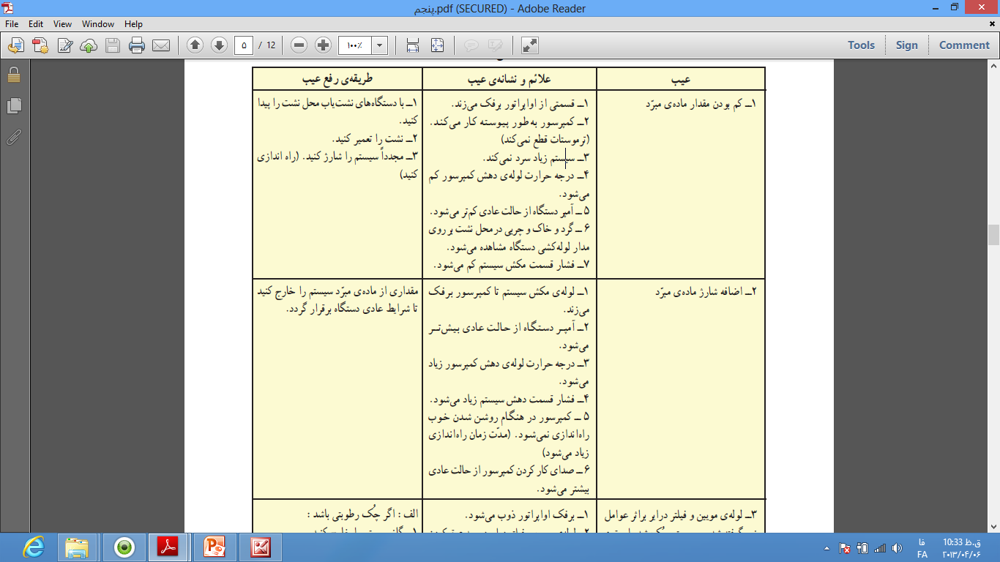 پنجم.pdf (SECURED) - Adobe Reader
File Edit View Window Help
۵ / 12
۱۰۰٪
Tools Sign Comment
عیب
علائم و نشانه‌ی عیب
طریقه‌ی رفع عیب
۱ــ کم بودن مقدار ماده‌ی مبرّد
۱ــ قسمتی از اواپراتور برفک می‌زند.
۲ــ کمپرسور به‌طور پیوسته کار می‌کند.
(ترموستات قطع نمی‌کند)
۳ــ سیستم زیاد سرد نمی‌کند.
۴ــ درجه حرارت لوله‌ی دهش کمپرسور کم
می‌شود.
۵ ــ آمپر دستگاه از حالت عادی کم‌تر می‌شود.
۶ ــ گرد و خاک و چربی در محل نشت بر روی
مدار لوله‌کشی دستگاه مشاهده می‌شود.
۷ــ فشار قسمت مکش سیستم کم می‌شود.
۱ــ با دستگاه‌های نشت‌یاب محل نشت را پیدا
کنید.
۲ــ نشت را تعمیر کنید.
۳ــ مجدداً سیستم را شارژ کنید. (راه اندازی
کنید)
۲ــ اضافه شارژ ماده‌ی مبرّد
۱ــ لوله‌ی مکش سیستم تا کمپرسور برفک
می‌زند.
۲ــ آمپر دستگاه از حالت عادی بیش‌تر
می‌شود.
۳ــ درجه حرارت لوله‌ی دهش کمپرسور زیاد
می‌شود.
۴ــ فشار قسمت دهش سیستم زیاد می‌شود.
۵ ــ کمپرسور در هنگام روشن شدن خوب
راه‌اندازی نمی‌شود. (مدّت زمان راه‌اندازی
زیاد می‌شود)
۶ ــ صدای کار کردن کمپرسور از حالت عادی
بیشتر می‌شود.
مقداری از ماده‌ی مبرّد سیستم را خارج کنید
تا شرایط عادی دستگاه برقرار گردد.
۳ــ لوله‌ی مویین و فیلتر درایر براثر عوامل
۱ــ برفک اواپراتور ذوب می‌شود.
الف : اگر چُک رطوبتی باشد :
فا
FA
10:33 ق.ظ
۲۰۱۳/۰۴/۰۶